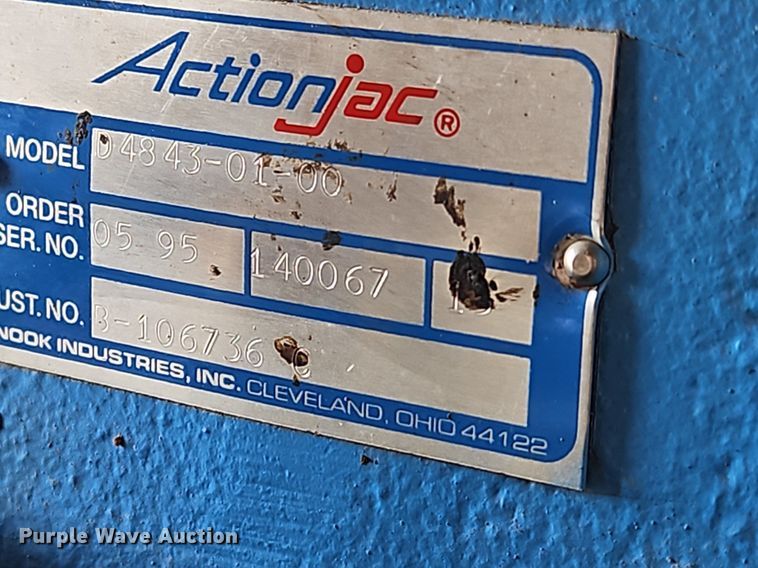 Actionjac®
MODEL D4843-01-00
ORDER
SER. NO. 05 95 140067
UST. NO. B-106736 C
NOOK INDUSTRIES, INC. CLEVELAND, OHIO 44122
Purple Wave Auction